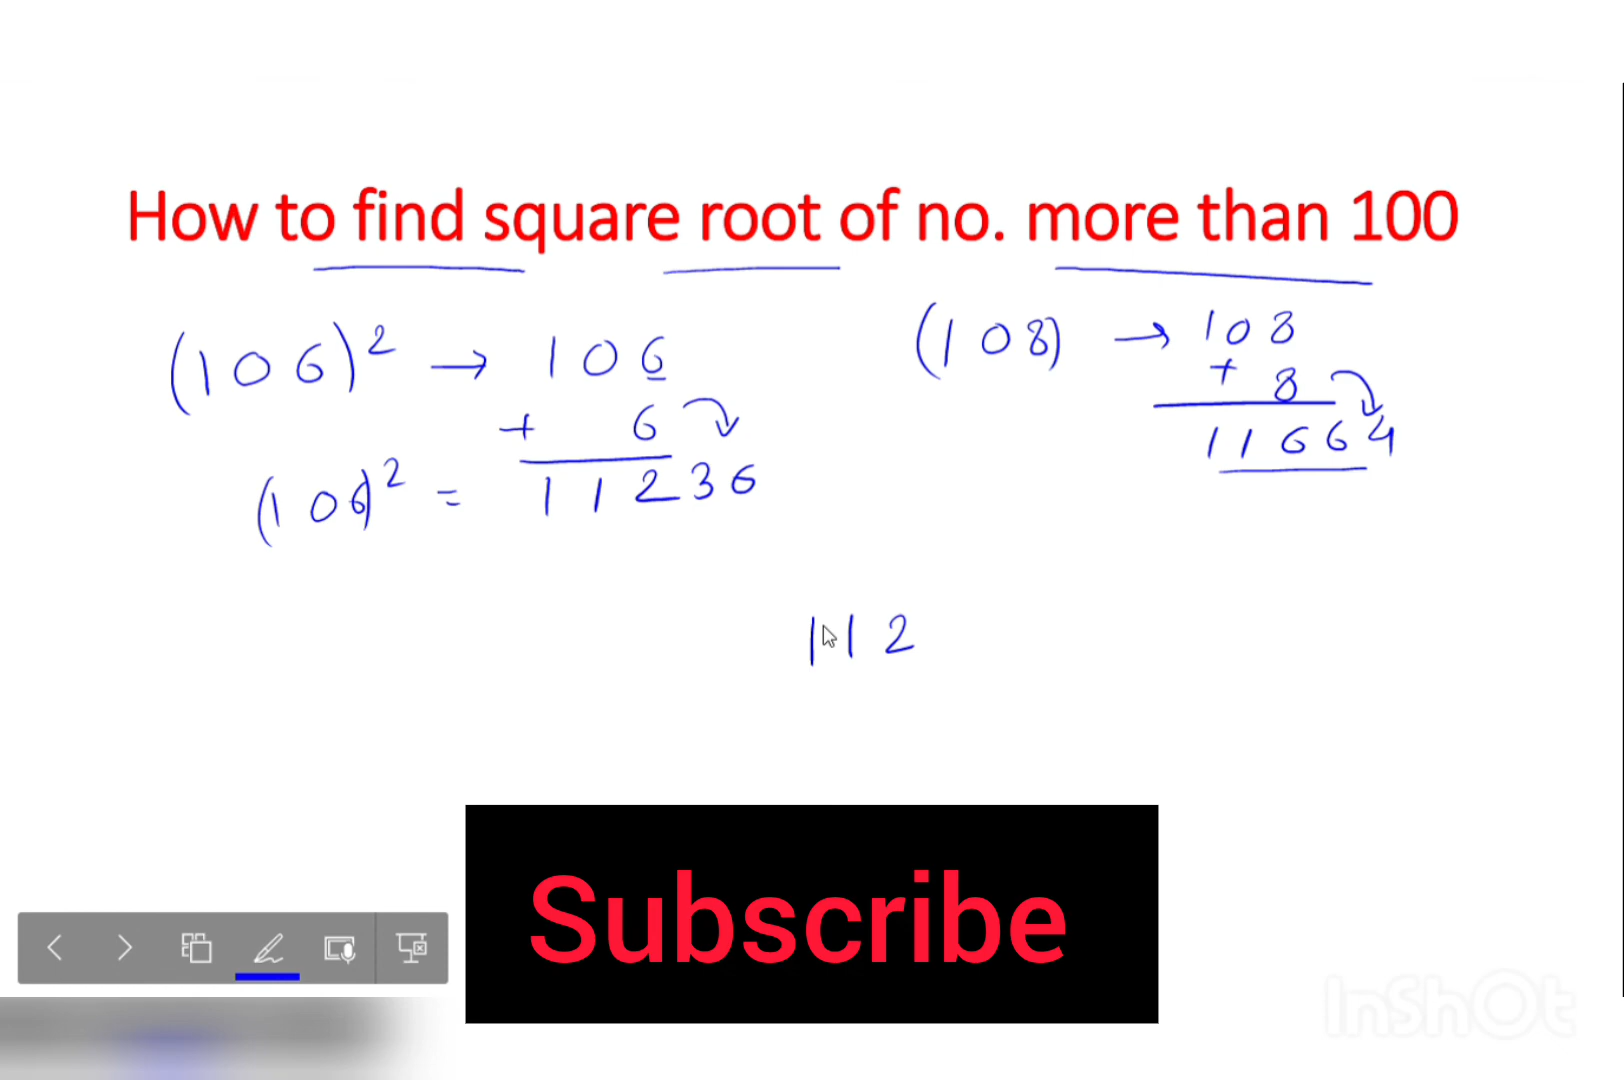 How to find square root of no. more than 100
(106)² → 106
+ 6
(106)² = 11236
(108) → 108
+ 8
11664
112
Subscribe
InShOt